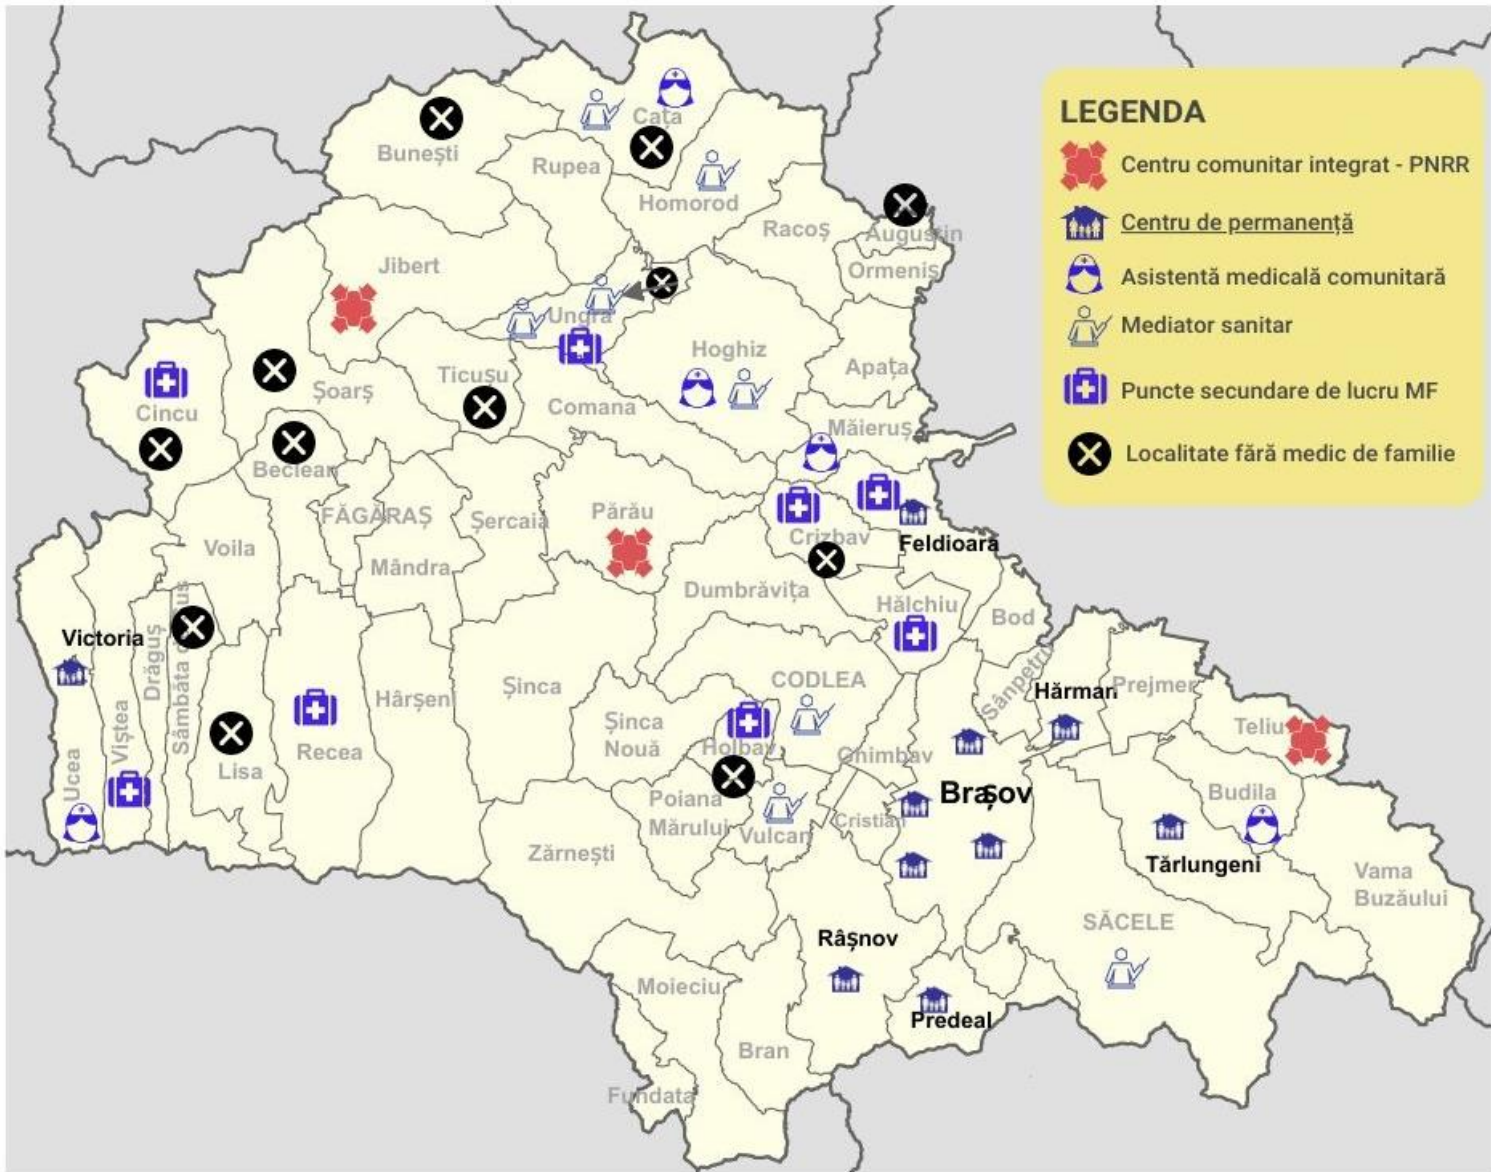 LEGENDA
Centru comunitar integrat - PNRR
Centru de permanență
Asistentă medicală comunitară
Mediator sanitar
Puncte secundare de lucru MF
Localitate fără medic de familie
Cața
Bunești
Rupea
Homorod
Racoș
Augustin
Ormeniș
Jibert
Ungra
Hoghiz
Apața
Ticușu
Șoarș
Comana
Cincu
Măieruș
Beclean
FĂGĂRAȘ
Șercaia
Părău
Crizbav
Feldioara
Voila
Mândra
Dumbrăvița
Hălchiu
Bod
Victoria
Drăguș
Sâmbăta
Sânpetru
Hărman
Prejmer
Hârșeni
Șinca
CODLEA
Teliu
Șinca
Nouă
Holbav
Ghimbav
Recea
Viștea
Ucea
Lisa
Brașov
Budila
Poiana
Mărului
Vulcan
Cristian
Zărnești
Tărlungeni
Vama
Buzăului
SĂCELE
Râșnov
Moieciu
Predeal
Bran
Fundata